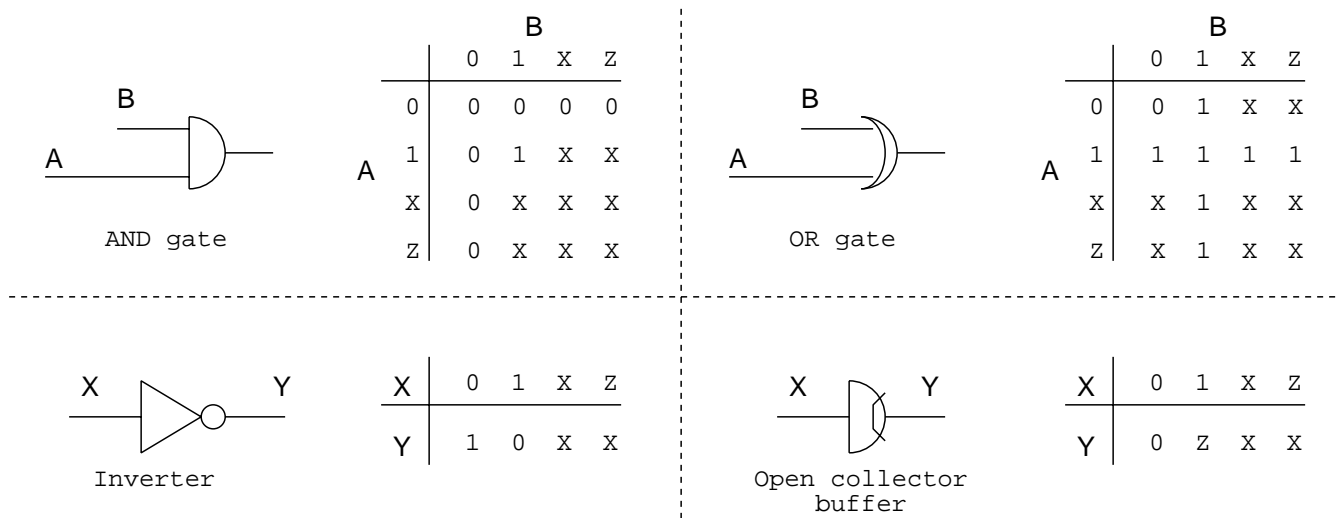 B
0 1 X Z
0 0 0 0 0
1 0 1 X X
X 0 X X X
Z 0 X X X
A
B
A
AND gate
B
0 1 X Z
0 0 1 X X
1 1 1 1 1
X X 1 X X
Z X 1 X X
A
B
A
OR gate
X Y
Inverter
X 0 1 X Z
Y 1 0 X X
X Y
Open collector
buffer
X 0 1 X Z
Y 0 Z X X